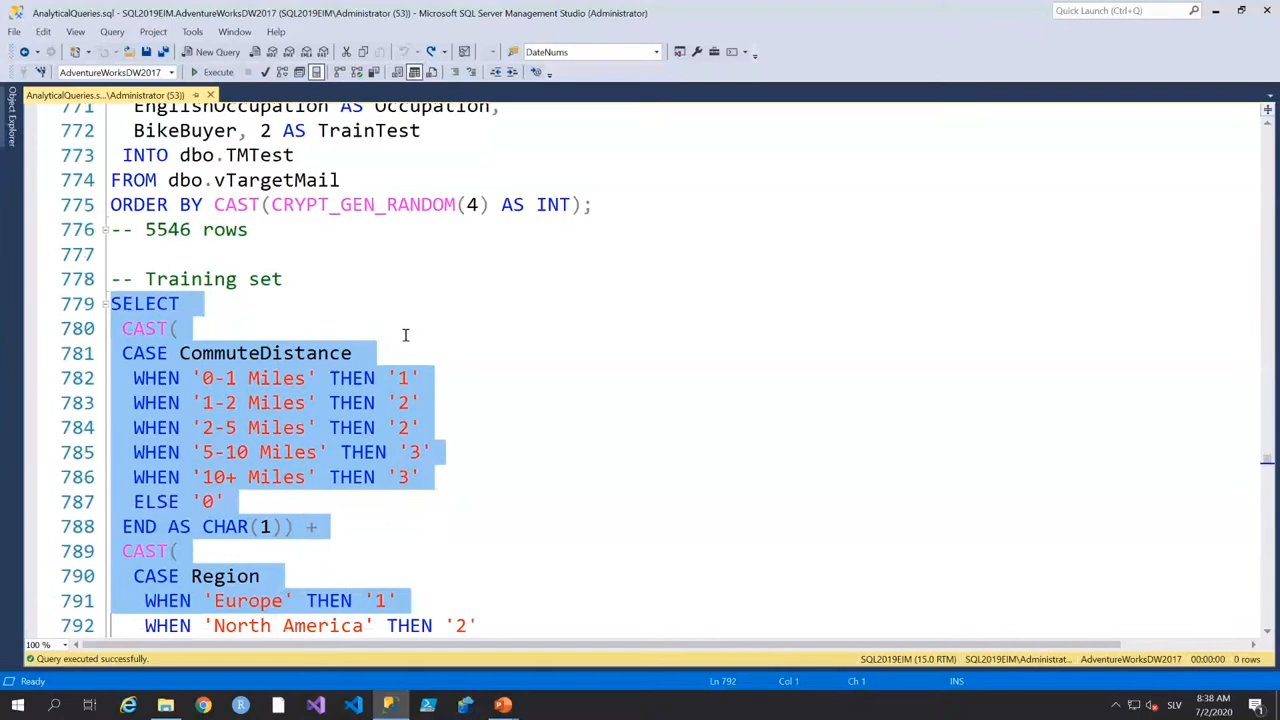 AnalyticalQueries.sql - SQL2019EIM.AdventureWorksDW2017 (SQL2019EIM\Administrator (53)) - Microsoft SQL Server Management Studio (Administrator)
Quick Launch (Ctrl+Q)
File Edit View Query Project Tools Window Help
New Query
DateNums
AdventureWorksDW2017
Execute
AnalyticalQueries.s...\Administrator (53))
Object Explorer
771 EnglishOccupation AS Occupation,
772 BikeBuyer, 2 AS TrainTest
773 INTO dbo.TMTest
774 FROM dbo.vTargetMail
775 ORDER BY CAST(CRYPT_GEN_RANDOM(4) AS INT);
776 -- 5546 rows
777
778 -- Training set
779 SELECT
780 CAST(
781 CASE CommuteDistance
782 WHEN '0-1 Miles' THEN '1'
783 WHEN '1-2 Miles' THEN '2'
784 WHEN '2-5 Miles' THEN '2'
785 WHEN '5-10 Miles' THEN '3'
786 WHEN '10+ Miles' THEN '3'
787 ELSE '0'
788 END AS CHAR(1)) +
789 CAST(
790 CASE Region
791 WHEN 'Europe' THEN '1'
792 WHEN 'North America' THEN '2'
100 %
Query executed successfully. SQL2019EIM (15.0 RTM) SQL2019EIM\Administrat... AdventureWorksDW2017 00:00:00 0 rows
Ready Ln 792 Col 1 Ch 1 INS
SLV
8:38 AM
7/2/2020
1